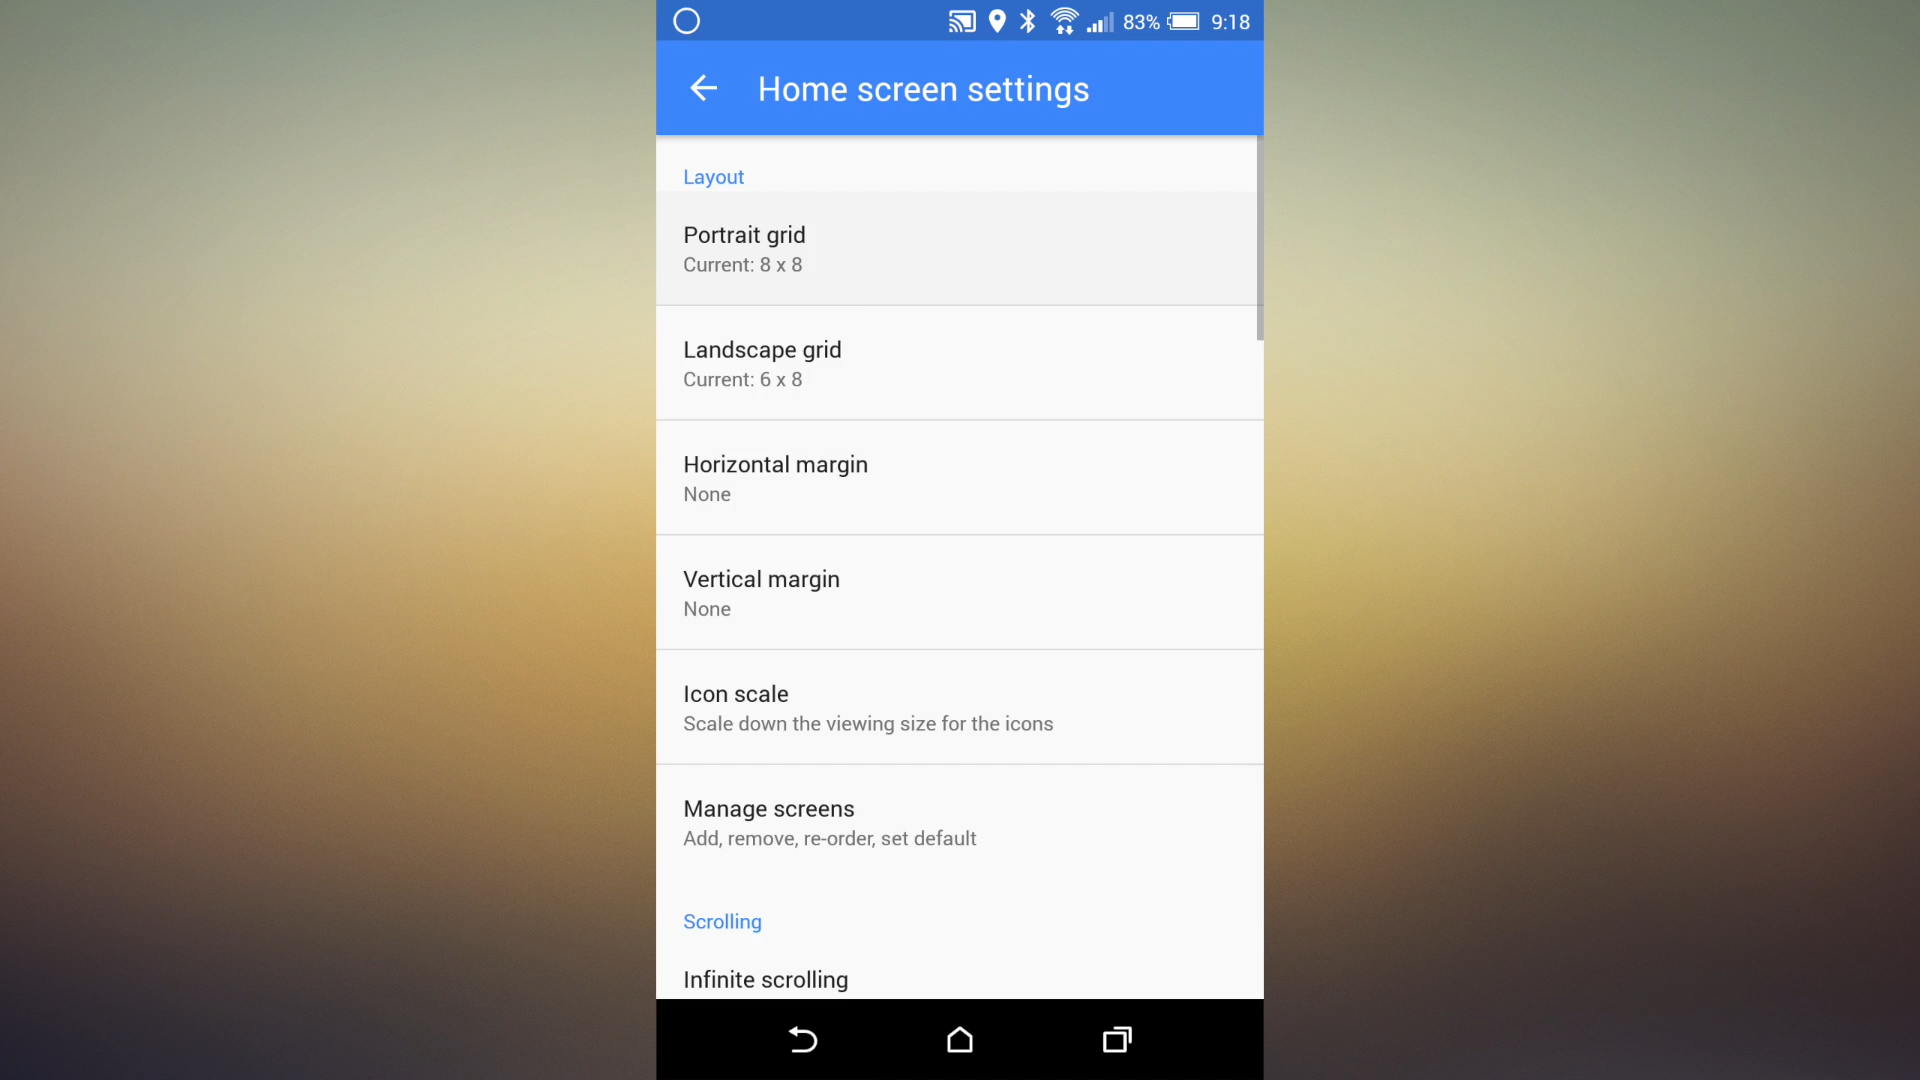 83% 9:18
Home screen settings
Layout
Portrait grid
Current: 8 x 8
Landscape grid
Current: 6 x 8
Horizontal margin
None
Vertical margin
None
Icon scale
Scale down the viewing size for the icons
Manage screens
Add, remove, re-order, set default
Scrolling
Infinite scrolling